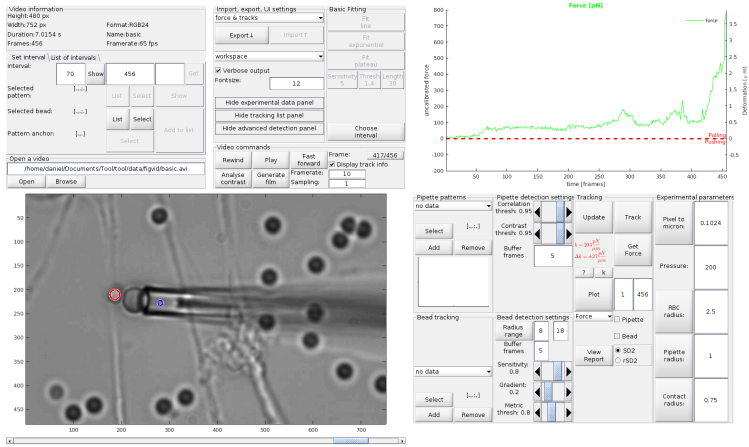 Video information
Height:480 px
Width:752 px Format:RGB24
Duration:7.0154 s Name:basic
Frames:456 Framerate:65 fps
Set interval List of intervals
Interval: 70 Show 456 Get
Selected pattern: [...;.] List Select Show
Selected bead: [...;.] List Select Add to list
Pattern anchor: [...] Select
Open a video
/home/daniel/Documents/Tool/tool/data/figvid/basic.avi
Open Browse
Import, export, UI settings
force & tracks
Export↓ Import↑
workspace
Verbose output
Fontsize: 12
Hide experimental data panel
Hide tracking list panel
Hide advanced detection panel
Basic Fitting
Fit line
Fit exponential
Fit plateau
Sensitivity 5 Thresh 1.4 Length 30
Choose interval
Video commands
Rewind Play Fast forward Frame: 417/456
Display track info
Analyse contrast Generate film Framerate: 10
Sampling: 1
Force [pN]
force
uncalibrated force
800
700
600
500
400
300
200
100
0
-100
-200
50 100 150 200 250 300 350 400 450
time [frames]
3.5
3
2.5
2
1.5
1
0.5
0
-0.5
Pulling
Pushing
50
100
150
200
250
300
350
400
450
100 200 300 400 500 600 700
Pipette patterns
no data
Select [...;.]
Add Remove
Pipette detection settings
Correlation thresh: 0.95
Contrast thresh: 0.95
Buffer frames 5
Bead tracking
no data
Select [...;.]
Add Remove
Bead detection settings
Radius range 8 18
Buffer frames 5
Sensitivity: 0.8
Gradient: 0.2
Metric thresh: 0.8
Tracking
Update Track
Get Force
? k
Plot 1 456
Force Pipette
Bead
View Report SD2
rSD2
Experimental parameters
Pixel to micron: 0.1024
Pressure: 200
RBC radius: 2.5
Pipette radius: 1
Contact radius: 0.75